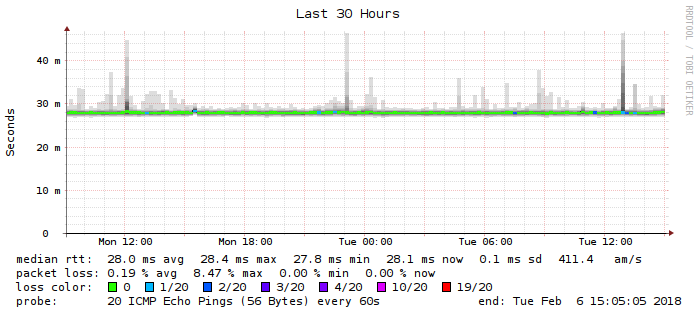 Last 30 Hours
RRDTOOL / TOBI OETIKER
Seconds
40 m
30 m
20 m
10 m
0
Mon 12:00 Mon 18:00 Tue 00:00 Tue 06:00 Tue 12:00
median rtt: 28.0 ms avg 28.4 ms max 27.8 ms min 28.1 ms now 0.1 ms sd 411.4 am/s
packet loss: 0.19 % avg 8.47 % max 0.00 % min 0.00 % now
loss color: 0 1/20 2/20 3/20 4/20 10/20 19/20
probe: 20 ICMP Echo Pings (56 Bytes) every 60s end: Tue Feb 6 15:05:05 2018